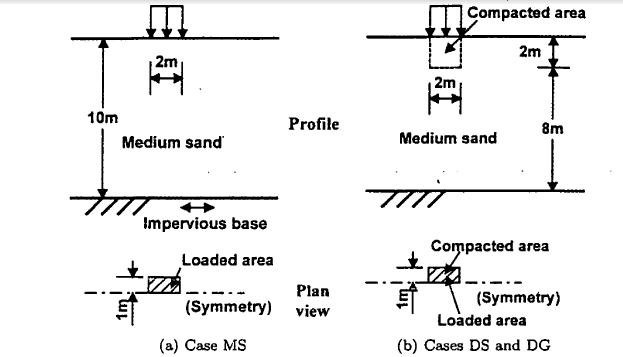 Compacted area
2m
2m
2m
10m
Medium sand
Profile
Medium sand
8m
Impervious base
Loaded area
Compacted area
1m
(Symmetry)
Plan
view
1m
(Symmetry)
Loaded area
(a) Case MS
(b) Cases DS and DG